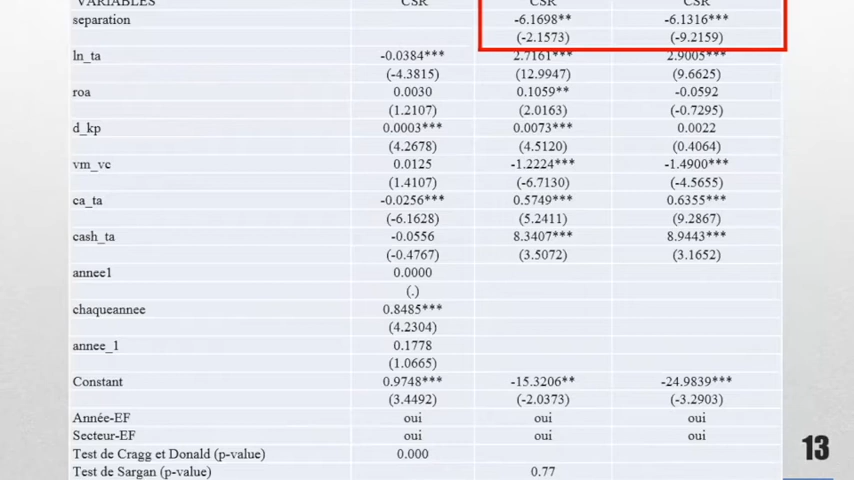 VARIABLES CSR CSR CSR
separation -6.1698** -6.1316***
(-2.1573) (-9.2159)
ln_ta -0.0384*** 2.7161*** 2.9005***
(-4.3815) (12.9947) (9.6625)
roa 0.0030 0.1059** -0.0592
(1.2107) (2.0163) (-0.7295)
d_kp 0.0003*** 0.0073*** 0.0022
(4.2678) (4.5120) (0.4064)
vm_vc 0.0125 -1.2224*** -1.4900***
(1.4107) (-6.7130) (-4.5655)
ca_ta -0.0256*** 0.5749*** 0.6355***
(-6.1628) (5.2411) (9.2867)
cash_ta -0.0556 8.3407*** 8.9443***
(-0.4767) (3.5072) (3.1652)
annee1 0.0000
(.)
chaqueannee 0.8485***
(4.2304)
annee_1 0.1778
(1.0665)
Constant 0.9748*** -15.3206** -24.9839***
(3.4492) (-2.0373) (-3.2903)
Année-EF oui oui oui
Secteur-EF oui oui oui
Test de Cragg et Donald (p-value) 0.000
Test de Sargan (p-value) 0.77
13